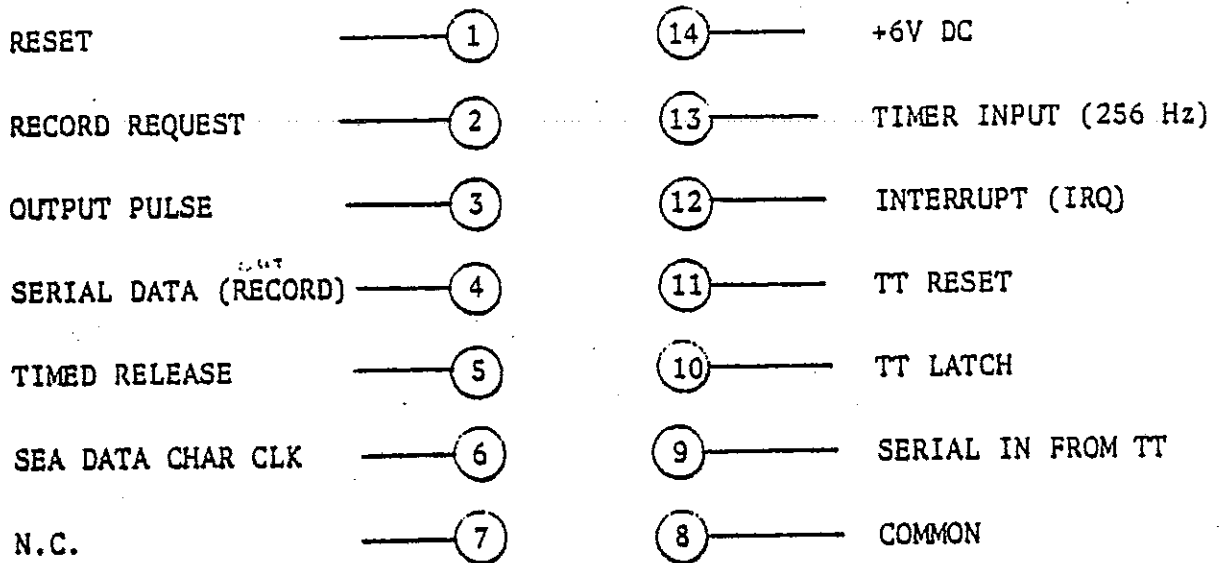 RESET 1 14 +6V DC
RECORD REQUEST 2 13 TIMER INPUT (256 Hz)
OUTPUT PULSE 3 12 INTERRUPT (IRQ)
SERIAL DATA (RECORD) 4 11 TT RESET
TIMED RELEASE 5 10 TT LATCH
SEA DATA CHAR CLK 6 9 SERIAL IN FROM TT
N.C. 7 8 COMMON